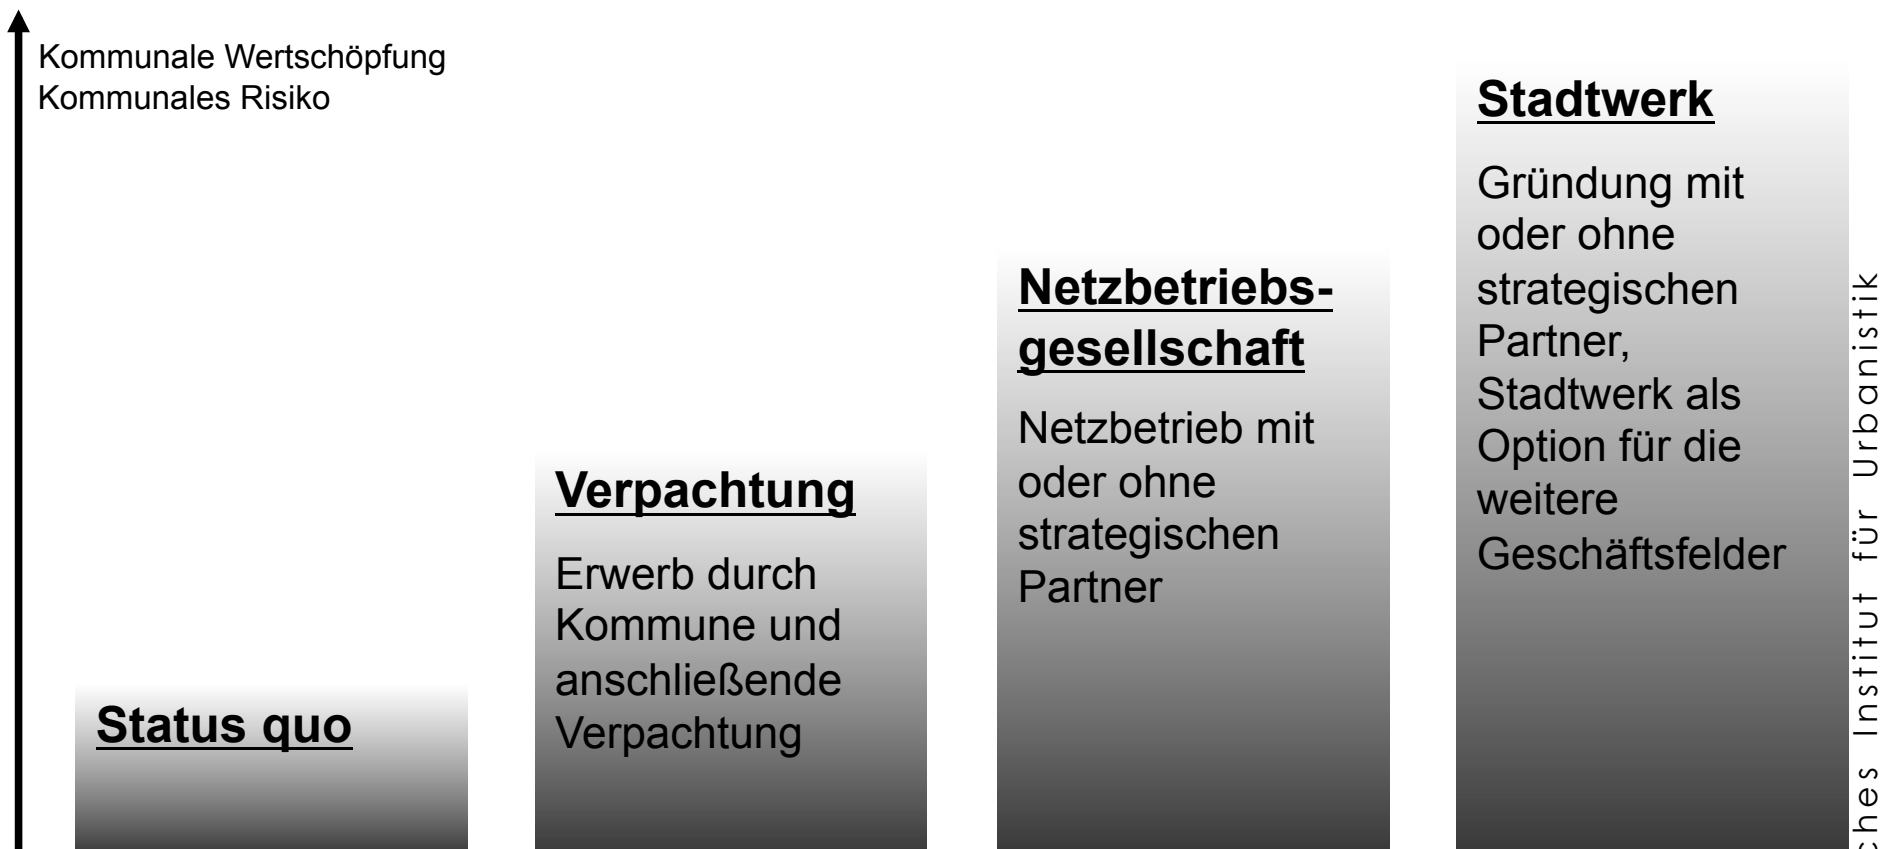 Kommunale Wertschöpfung
Kommunales Risiko
Status quo
Verpachtung
Erwerb durch
Kommune und
anschließende
Verpachtung
Netzbetriebs-
gesellschaft
Netzbetrieb mit
oder ohne
strategischen
Partner
Stadtwerk
Gründung mit
oder ohne
strategischen
Partner,
Stadtwerk als
Option für die
weitere
Geschäftsfelder
ches Institut für Urbanistik